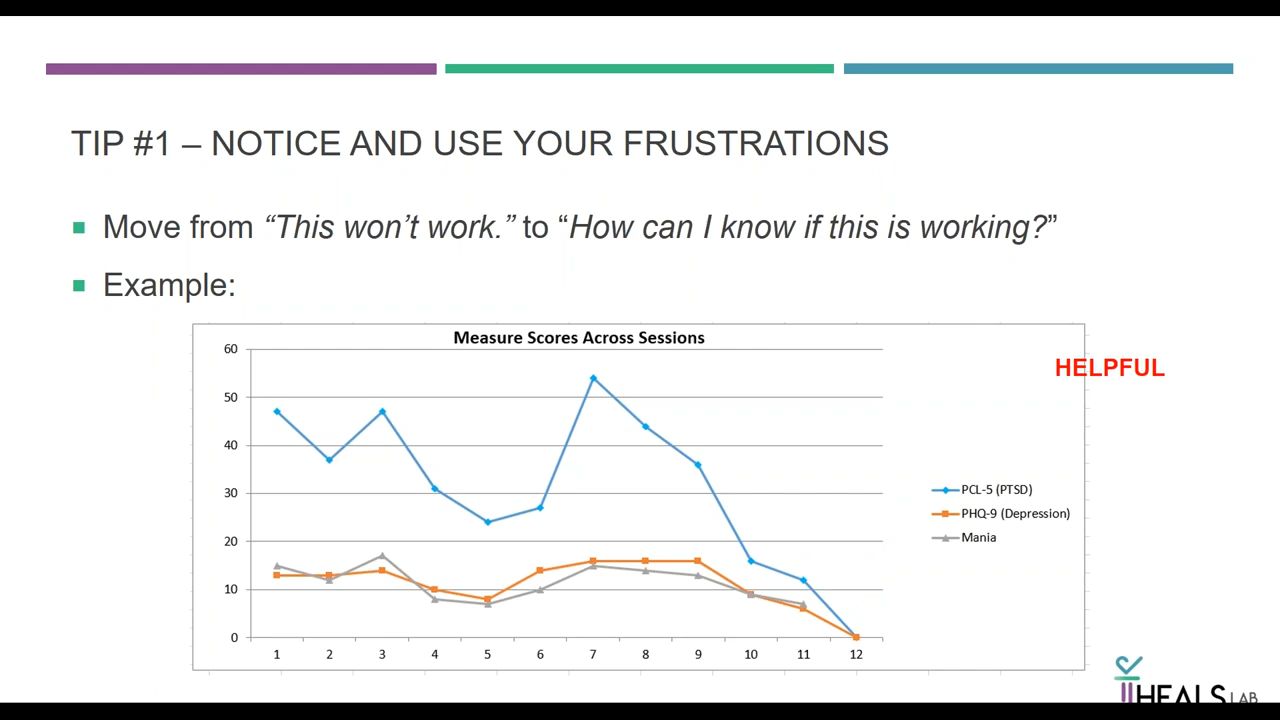 TIP #1 – NOTICE AND USE YOUR FRUSTRATIONS
Move from “This won’t work.” to “How can I know if this is working?”
Example:
Measure Scores Across Sessions
HELPFUL
60
50
40
30
20
10
0
1 2 3 4 5 6 7 8 9 10 11 12
PCL-5 (PTSD)
PHQ-9 (Depression)
Mania
HEALS LAB